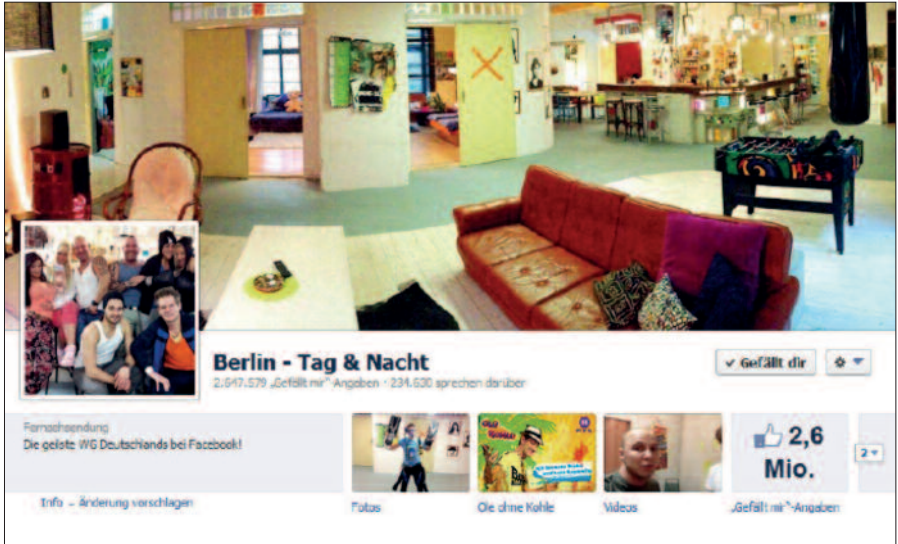 Berlin - Tag & Nacht
2.647.579 „Gefällt mir“-Angaben · 234.630 sprechen darüber
✓ Gefällt dir
Fernsehsendung
Die geilste WG Deutschlands bei Facebook!
Info – Änderung vorschlagen
2,6
Mio.
2
Fotos
Ole ohne Kohle
Videos
„Gefällt mir“-Angaben